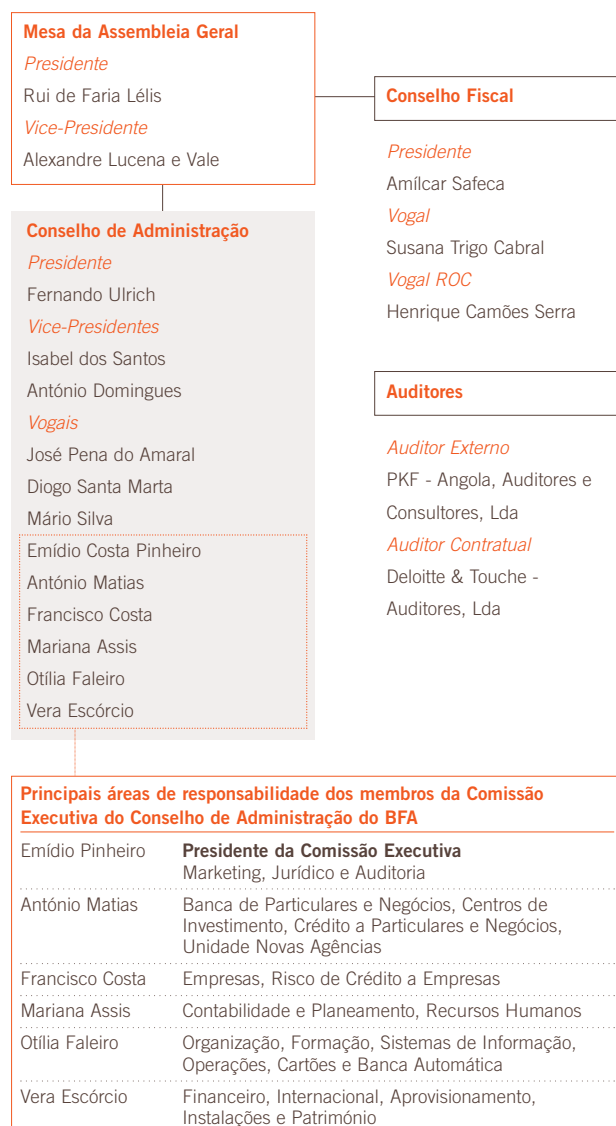 Mesa da Assembleia Geral
Presidente
Rui de Faria Lélis
Vice-Presidente
Alexandre Lucena e Vale
Conselho Fiscal
Presidente
Amílcar Safeca
Vogal
Susana Trigo Cabral
Vogal ROC
Henrique Camões Serra
Conselho de Administração
Presidente
Fernando Ulrich
Vice-Presidentes
Isabel dos Santos
António Domingues
Vogais
José Pena do Amaral
Diogo Santa Marta
Mário Silva
Emídio Costa Pinheiro
António Matias
Francisco Costa
Mariana Assis
Otília Faleiro
Vera Escórcio
Auditores
Auditor Externo
PKF - Angola, Auditores e
Consultores, Lda
Auditor Contratual
Deloitte & Touche -
Auditores, Lda
Principais áreas de responsabilidade dos membros da Comissão
Executiva do Conselho de Administração do BFA
Emídio Pinheiro Presidente da Comissão Executiva
Marketing, Jurídico e Auditoria
António Matias Banca de Particulares e Negócios, Centros de
Investimento, Crédito a Particulares e Negócios,
Unidade Novas Agências
Francisco Costa Empresas, Risco de Crédito a Empresas
Mariana Assis Contabilidade e Planeamento, Recursos Humanos
Otília Faleiro Organização, Formação, Sistemas de Informação,
Operações, Cartões e Banca Automática
Vera Escórcio Financeiro, Internacional, Aprovisionamento,
Instalações e Património